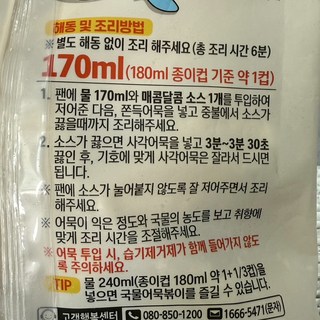 해동 및 조리방법
※ 별도 해동 없이 조리 해주세요 (총 조리 시간 6분)
170ml(180ml 종이컵 기준 약 1컵)
1. 팬에 물 170ml와 매콤달콤 소스 1개를 투입하여
저어준 다음, 쫀득어묵을 넣고 중불에서 소스가
끓을때까지 조리해주세요.
2. 소스가 끓으면 사각어묵을 넣고 3분~3분 30초
끓인 후, 기호에 맞게 사각어묵은 잘라서 드시면
됩니다.
※ 팬에 소스가 눌어붙지 않도록 잘 저어주면서 조리
해주세요.
※ 어묵이 익은 정도와 국물의 농도를 보고 취향에
맞게 조리 시간을 조절해주세요.
※ 어묵 투입 시, 습기제거제가 함께 들어가지 않도
록 주의하세요.
TIP 물 240ml(종이컵 180ml 약 1+1/3컵)을
넣으면 국물어묵볶이를 즐길 수 있습니다.
고객행복센터 080-850-1200 1666-5471(문자)